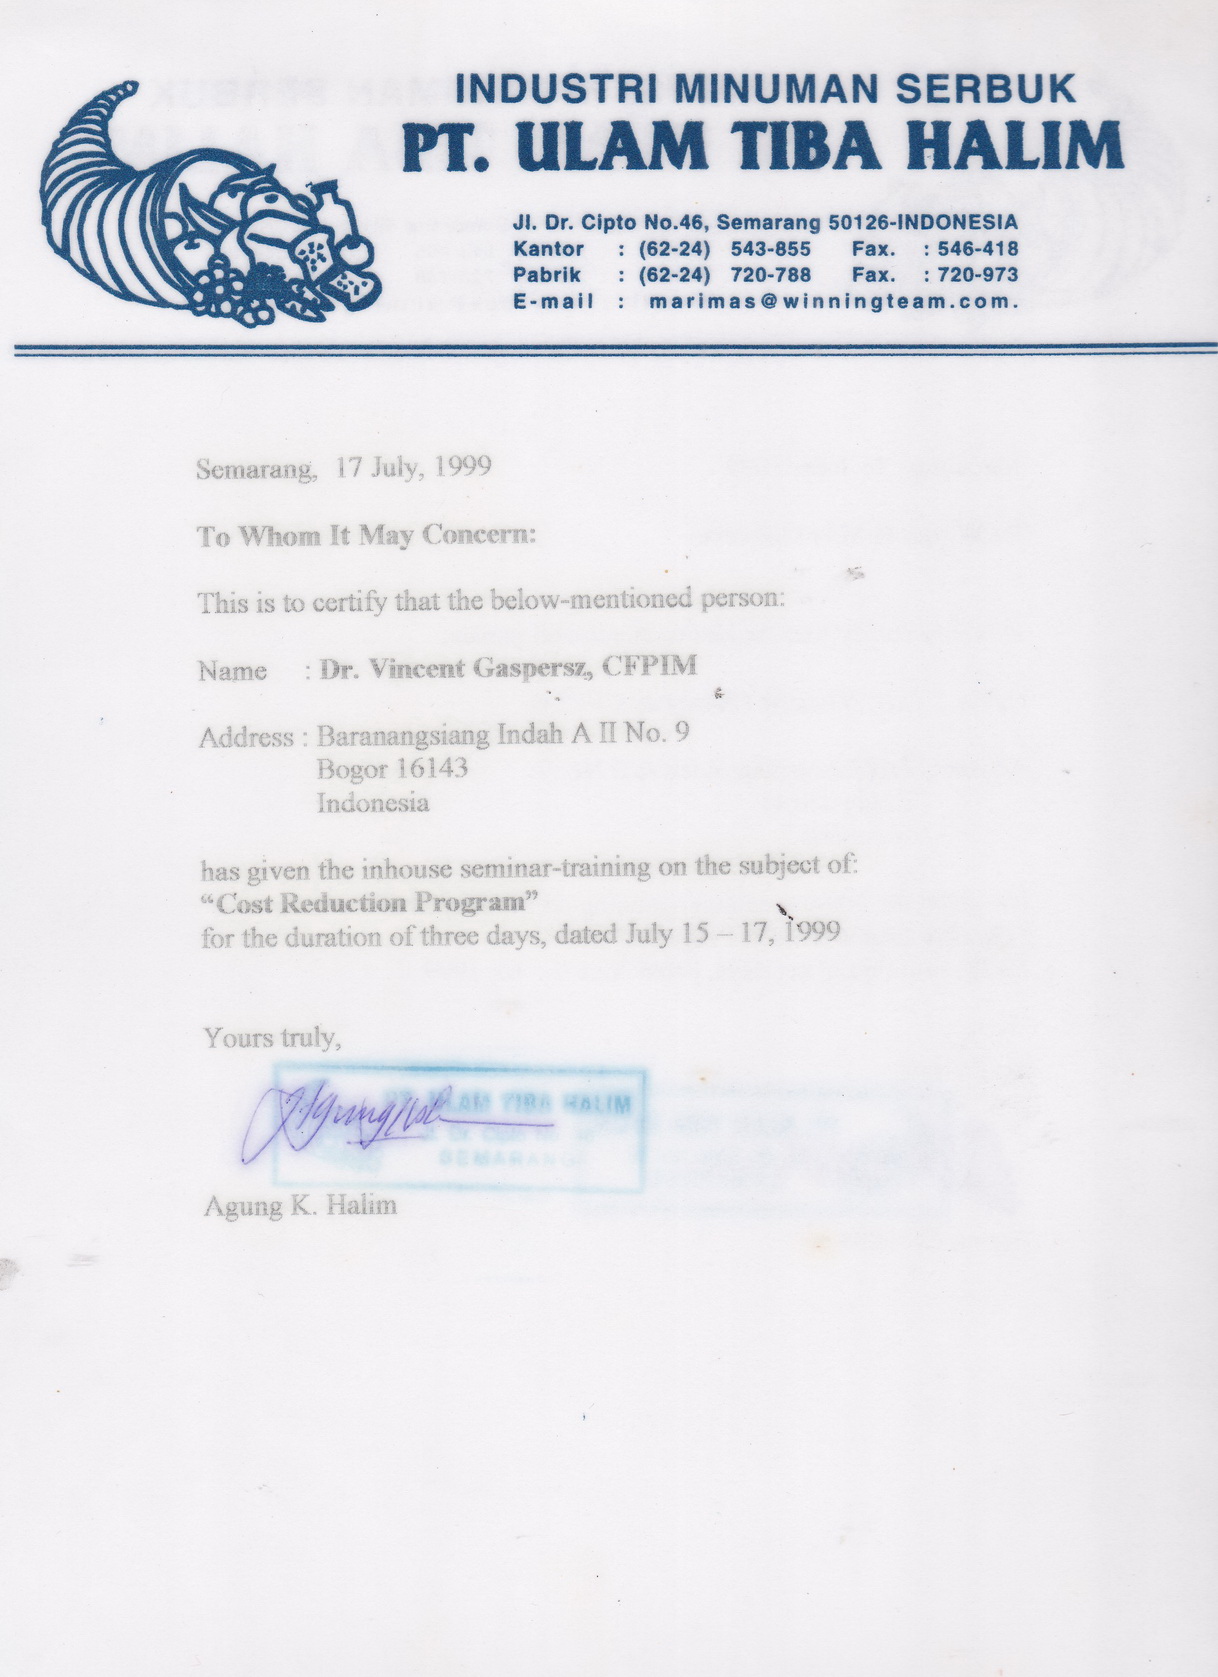 INDUSTRI MINUMAN SERBUK
PT. ULAM TIBA HALIM
Jl. Dr. Cipto No.46, Semarang 50126-INDONESIA
Kantor : (62-24) 543-855 Fax. : 546-418
Pabrik : (62-24) 720-788 Fax. : 720-973
E-mail : marimas@winningteam.com.
Semarang, 17 July, 1999
To Whom It May Concern:
This is to certify that the below-mentioned person:
Name : Dr. Vincent Gaspersz, CFPIM
Address : Baranangsiang Indah A II No. 9
Bogor 16143
Indonesia
has given the inhouse seminar-training on the subject of:
“Cost Reduction Program”
for the duration of three days, dated July 15 – 17, 1999
Yours truly,
PT. ULAM TIBA HALIM
SEMARANG
Agung K. Halim